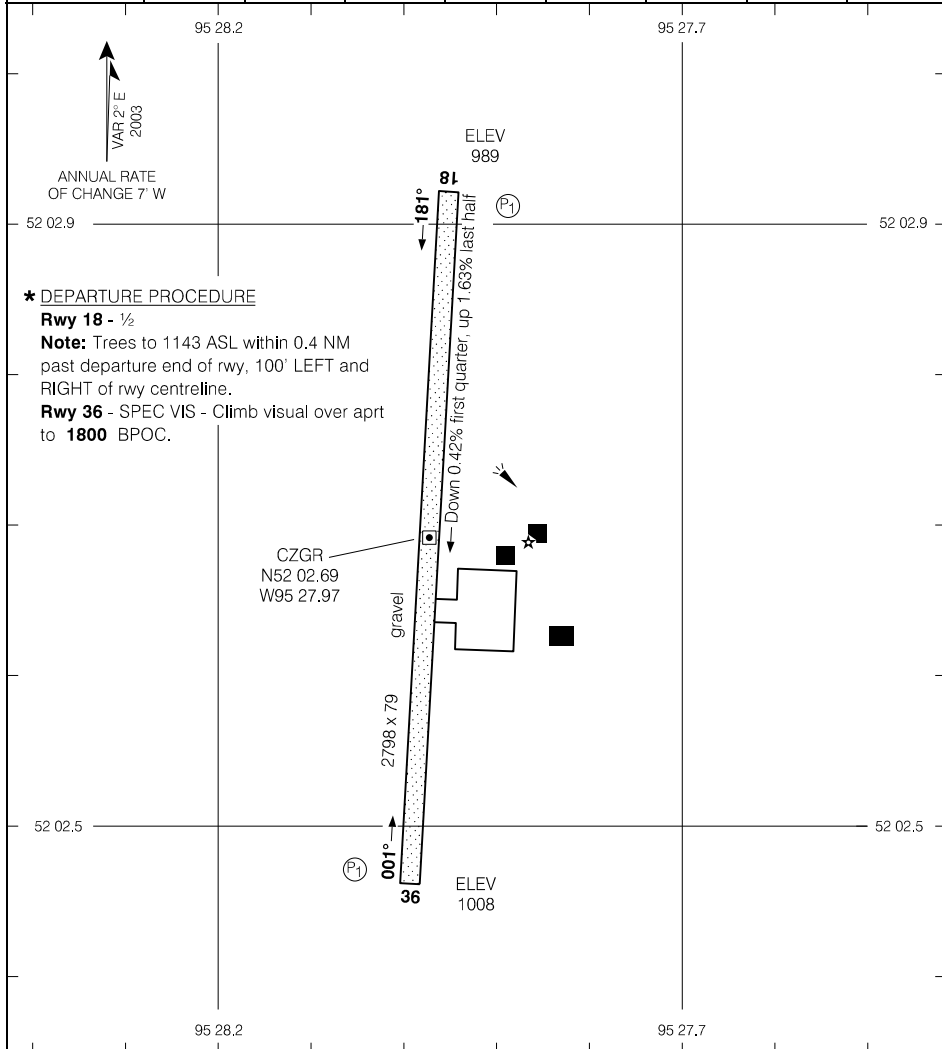 95 28.2
95 27.7
VAR 2° E
2003
ANNUAL RATE
OF CHANGE 7' W
ELEV
989
18
181°
P1
52 02.9
52 02.9
Down 0.42% first quarter, up 1.63% last half
* DEPARTURE PROCEDURE
Rwy 18 - ½
Note: Trees to 1143 ASL within 0.4 NM
past departure end of rwy, 100' LEFT and
RIGHT of rwy centreline.
Rwy 36 - SPEC VIS - Climb visual over aprt
to 1800 BPOC.
CZGR
N52 02.69
W95 27.97
gravel
2798 x 79
52 02.5
52 02.5
001°
P1
36
ELEV
1008
95 28.2
95 27.7